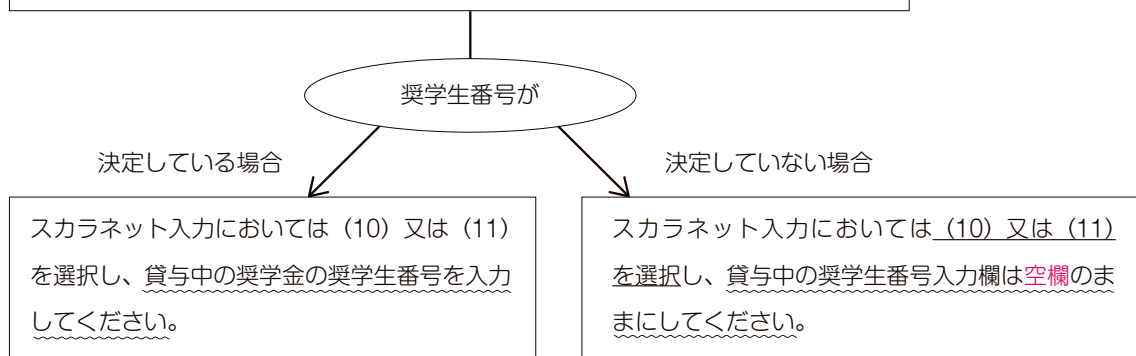 奨学生番号が
決定している場合
決定していない場合
スカラネット入力においては（10）又は（11）
を選択し、貸与中の奨学金の奨学生番号を入力
してください。
スカラネット入力においては（10）又は（11）
を選択し、貸与中の奨学生番号入力欄は空欄のま
まにしてください。